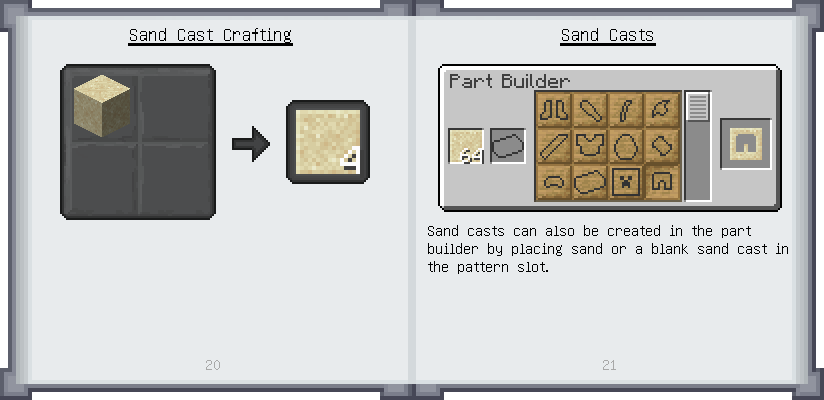 Sand Cast Crafting
4
20
Sand Casts
Part Builder
64
Sand casts can also be created in the part
builder by placing sand or a blank sand cast in
the pattern slot.
21